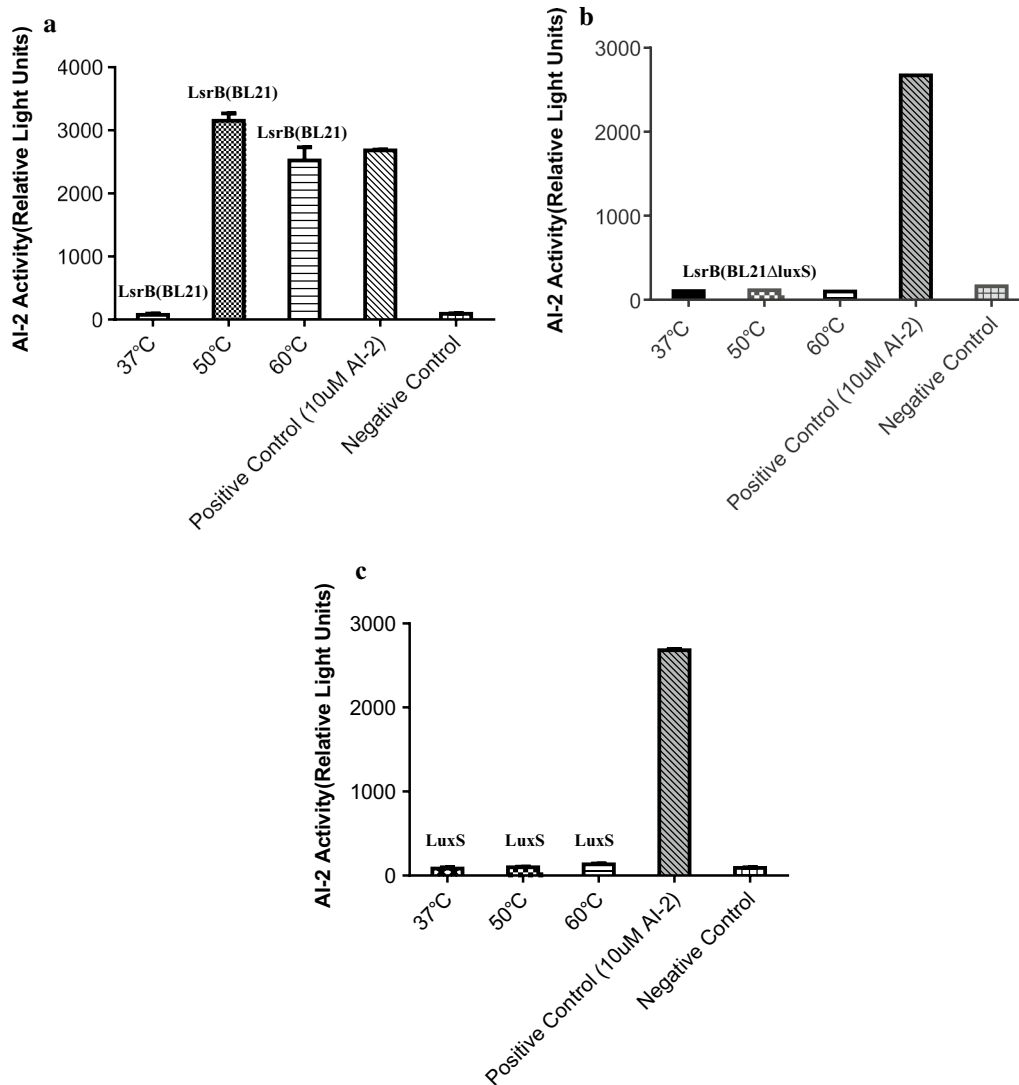 a
AI-2 Activity(Relative Light Units)
4000
3000
2000
1000
0
LsrB(BL21)
LsrB(BL21)
LsrB(BL21)
37°C
50°C
60°C
Positive Control (10uM AI-2)
Negative Control
b
AI-2 Activity(Relative Light Units)
3000
2000
1000
0
LsrB(BL21ΔluxS)
37°C
50°C
60°C
Positive Control (10uM AI-2)
Negative Control
c
AI-2 Activity(Relative Light Units)
3000
2000
1000
0
LuxS
LuxS
LuxS
37°C
50°C
60°C
Positive Control (10uM AI-2)
Negative Control